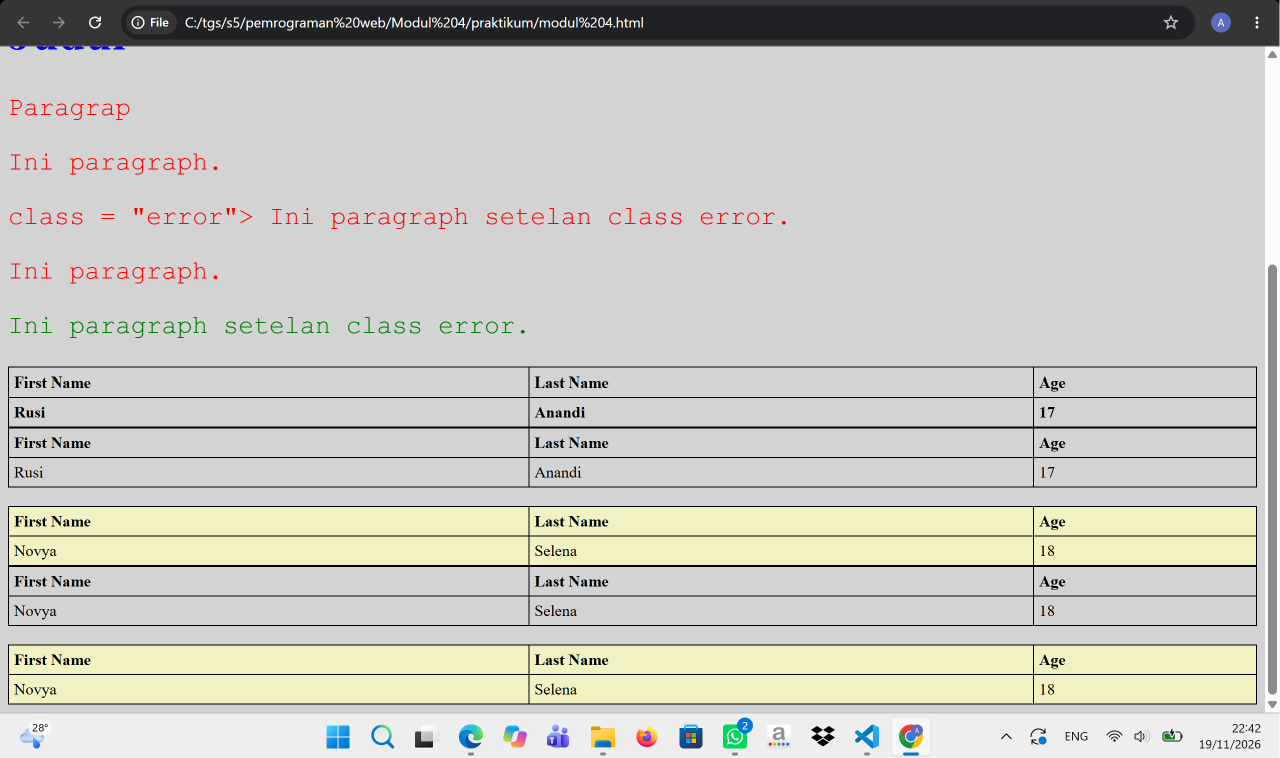 File
C:/tgs/s5/pemrograman%20web/Modul%204/praktikum/modul%204.html
A
Paragrap
Ini paragraph.
class = "error"> Ini paragraph setelan class error.
Ini paragraph.
Ini paragraph setelan class error.
First Name Last Name Age
Rusi Anandi 17
First Name Last Name Age
Rusi Anandi 17
First Name Last Name Age
Novya Selena 18
First Name Last Name Age
Novya Selena 18
First Name Last Name Age
Novya Selena 18
28°
2
a
A
ENG
22:42
19/11/2026